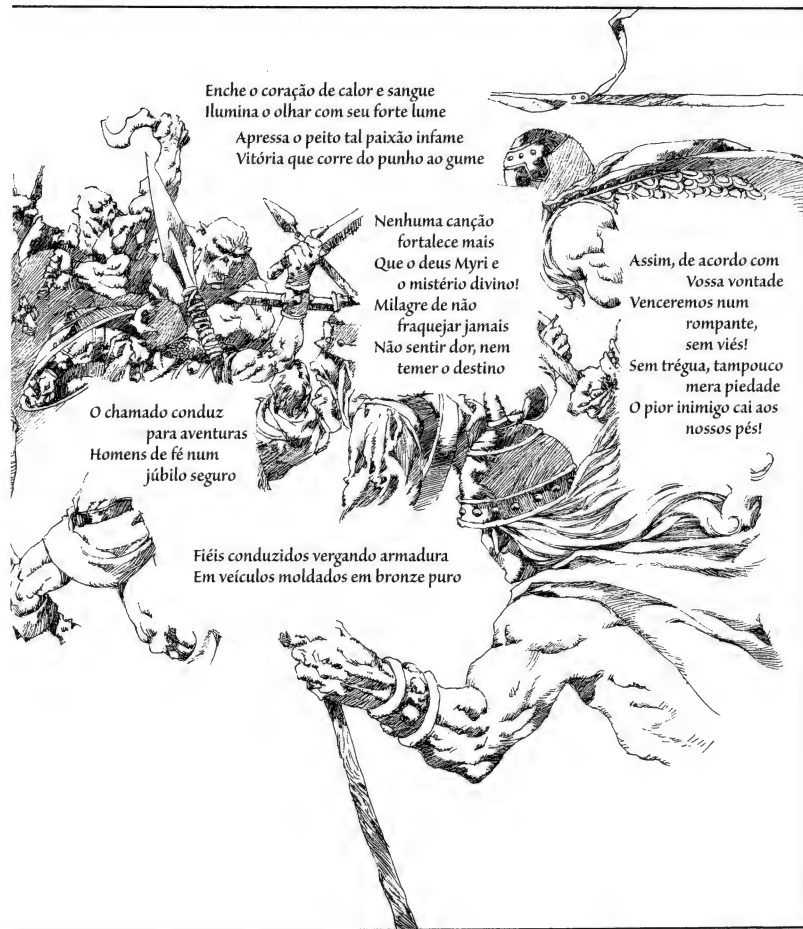 Enche o coração de calor e sangue
Ilumina o olhar com seu forte lume
Apressa o peito tal paixão infame
Vitória que corre do punho ao gume
Nenhuma canção
fortalece mais
Que o deus Myri e
o mistério divino!
Milagre de não
fraquejar jamais
Não sentir dor, nem
temer o destino
Assim, de acordo com
Vossa vontade
Venceremos num
rompante,
sem viés!
Sem trégua, tampouco
mera piedade
O pior inimigo cai aos
nossos pés!
O chamado conduz
para aventuras
Homens de fé num
júbilo seguro
Fiéis conduzidos vergando armadura
Em veículos moldados em bronze puro